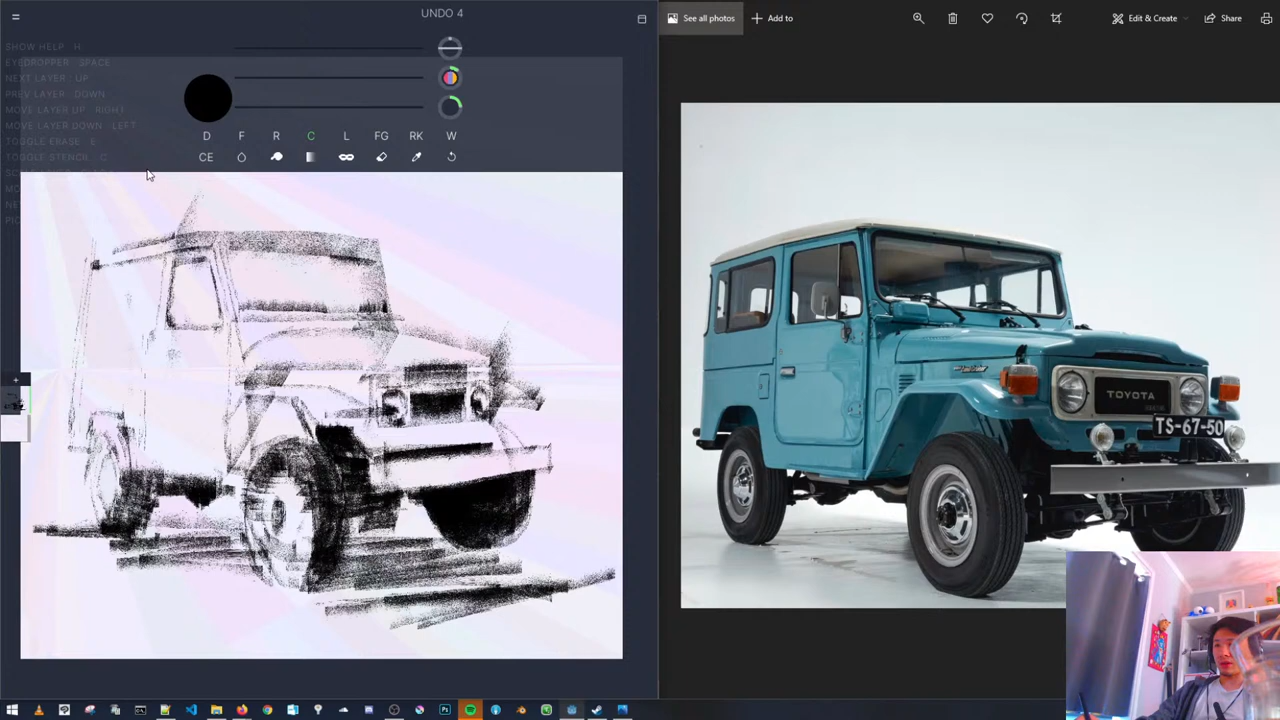 UNDO 4
SHOW HELP : H
EYEDROPPER : SPACE
NEXT LAYER : UP
PREV LAYER : DOWN
MOVE LAYER UP : RIGHT
MOVE LAYER DOWN : LEFT
TOGGLE ERASE : E
TOGGLE STENCIL : C
D F R C L FG RK W
CE
+
See all photos
Add to
Edit & Create
Share
TOYOTA
TS-67-50